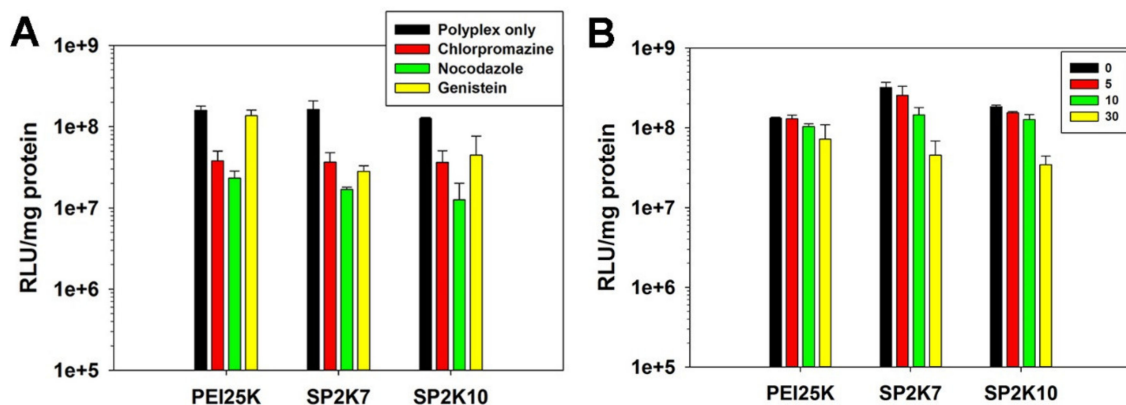 A
RLU/mg protein
1e+9
1e+8
1e+7
1e+6
1e+5
Polyplex only
Chlorpromazine
Nocodazole
Genistein
PEI25K SP2K7 SP2K10
B
RLU/mg protein
1e+9
1e+8
1e+7
1e+6
1e+5
0
5
10
30
PEI25K SP2K7 SP2K10